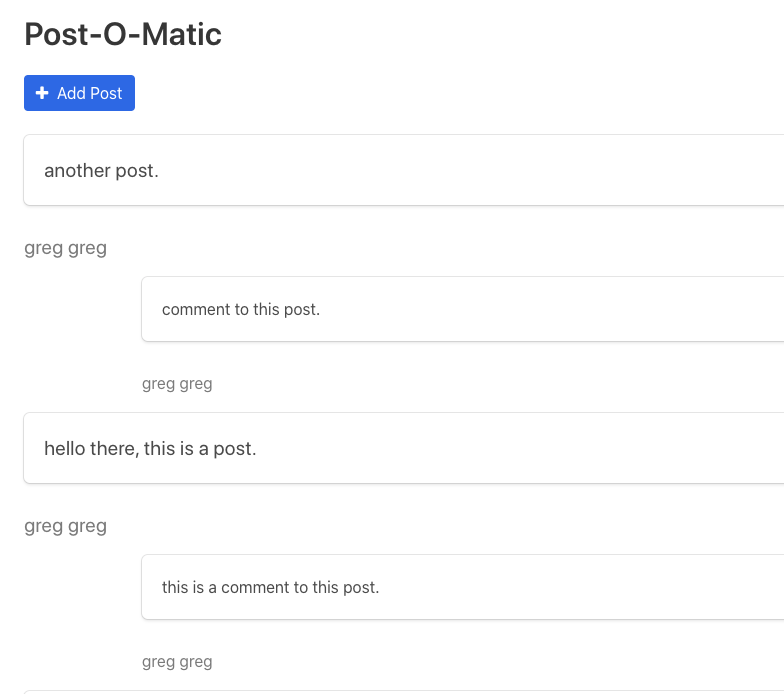 Post-O-Matic
Add Post
another post.
greg greg
comment to this post.
greg greg
hello there, this is a post.
greg greg
this is a comment to this post.
greg greg